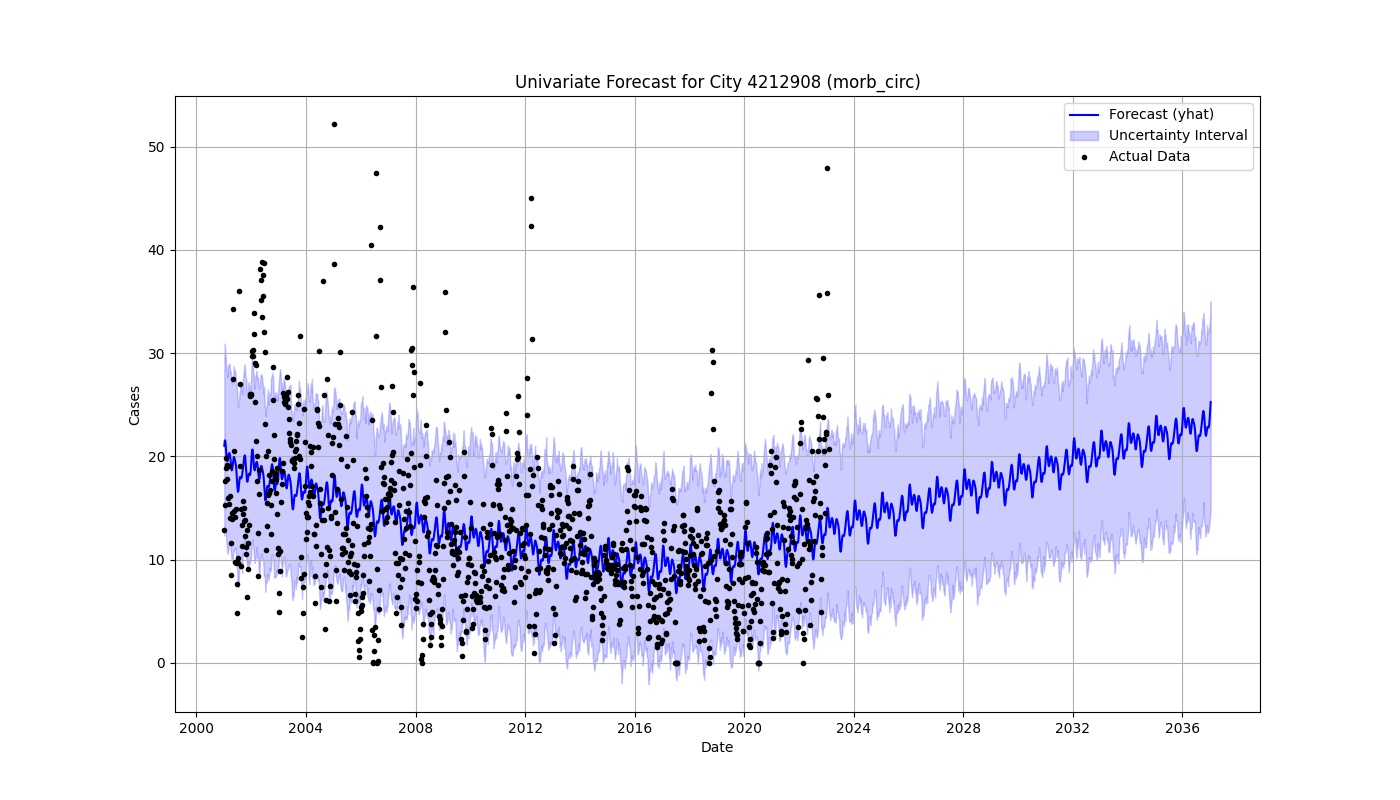 Univariate Forecast for City 4212908 (morb_circ)
Forecast (yhat)
Uncertainty Interval
Actual Data
Cases
50
40
30
20
10
0
2000 2004 2008 2012 2016 2020 2024 2028 2032 2036
Date